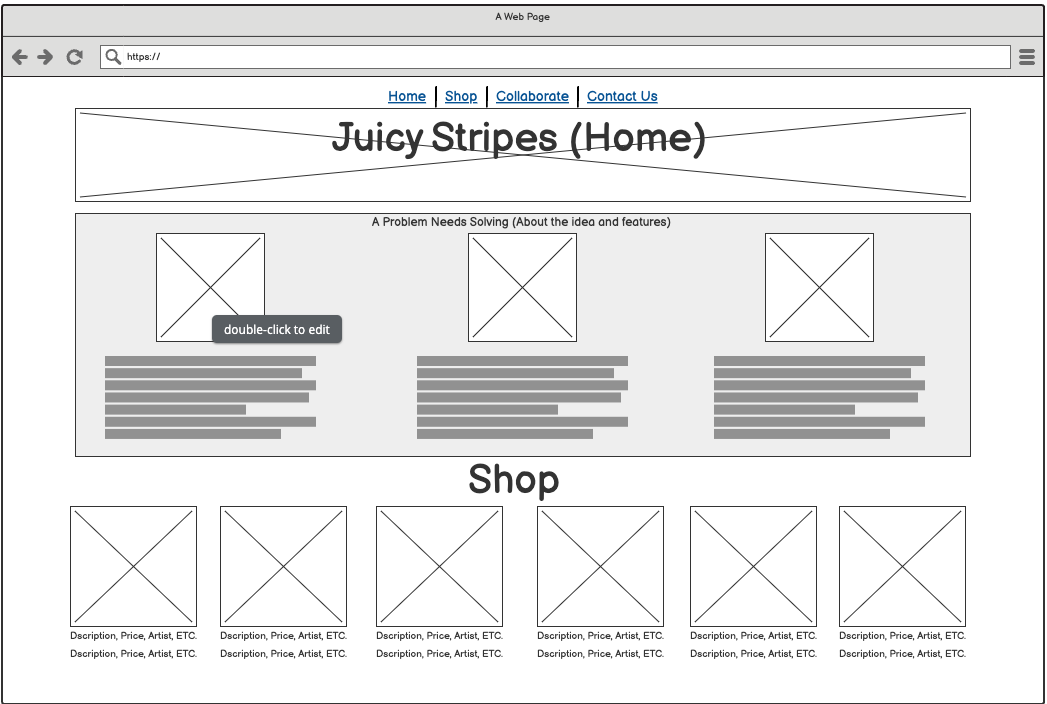 A Web Page
https://
Home Shop Collaborate Contact Us
Juicy Stripes (Home)
A Problem Needs Solving (About the idea and features)
double-click to edit
Shop
Dscription, Price, Artist, ETC. Dscription, Price, Artist, ETC. Dscription, Price, Artist, ETC. Dscription, Price, Artist, ETC. Dscription, Price, Artist, ETC. Dscription, Price, Artist, ETC.
Dscription, Price, Artist, ETC. Dscription, Price, Artist, ETC. Dscription, Price, Artist, ETC. Dscription, Price, Artist, ETC. Dscription, Price, Artist, ETC. Dscription, Price, Artist, ETC.